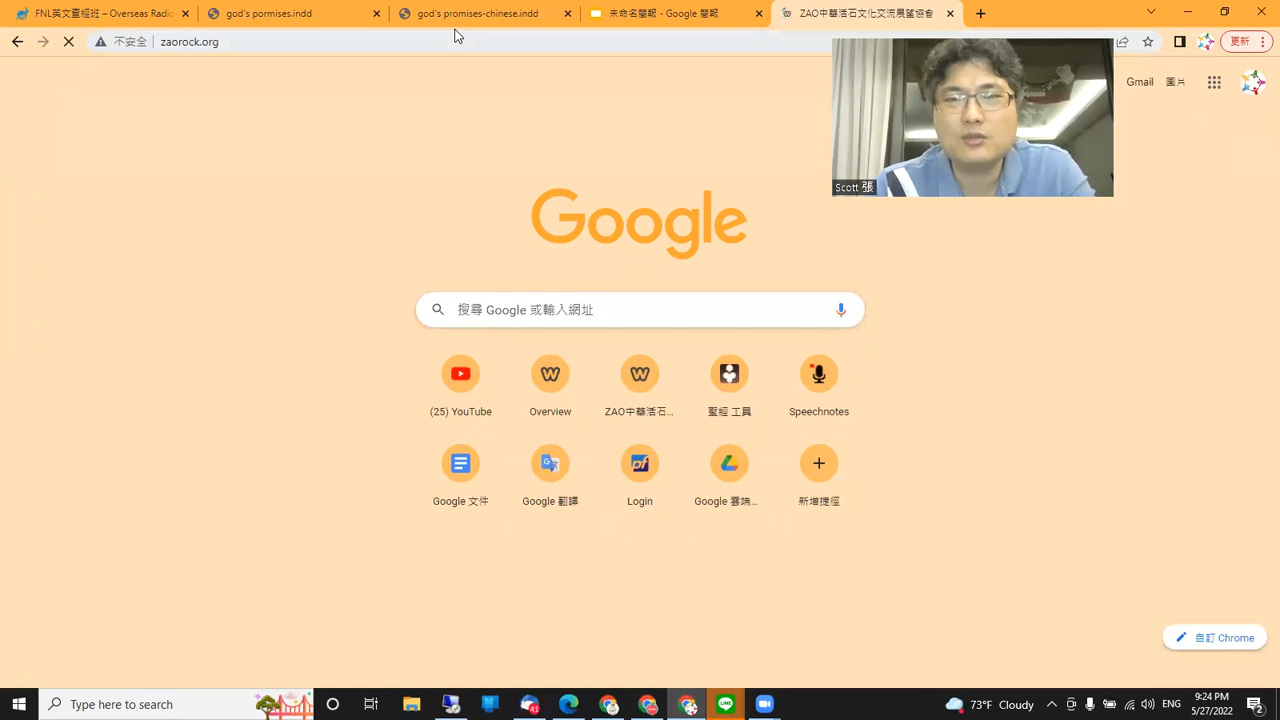 FNL英文查經班 – Overseas Radio
god's pormises.indd
god's promises-chinese.indd
未命名簡報 - Google 簡報
ZAO中華活石文化交流展望協會
不安全
zaorock.org
更新
Gmail
圖片
Scott 張
Google
搜尋 Google 或輸入網址
(25) YouTube
Overview
ZAO中華活石...
聖經 工具
Speechnotes
Google 文件
Google 翻譯
Login
Google 雲端...
新增捷徑
自訂 Chrome
Type here to search
73°F Cloudy
ENG
9:24 PM
5/27/2022